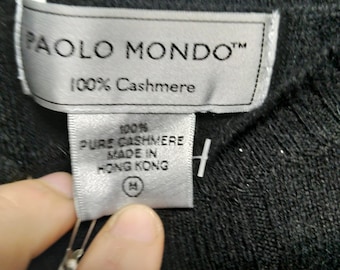 PAOLO MONDO™
100% Cashmere
100%
PURE CASHMERE
MADE IN
HONG KONG
M